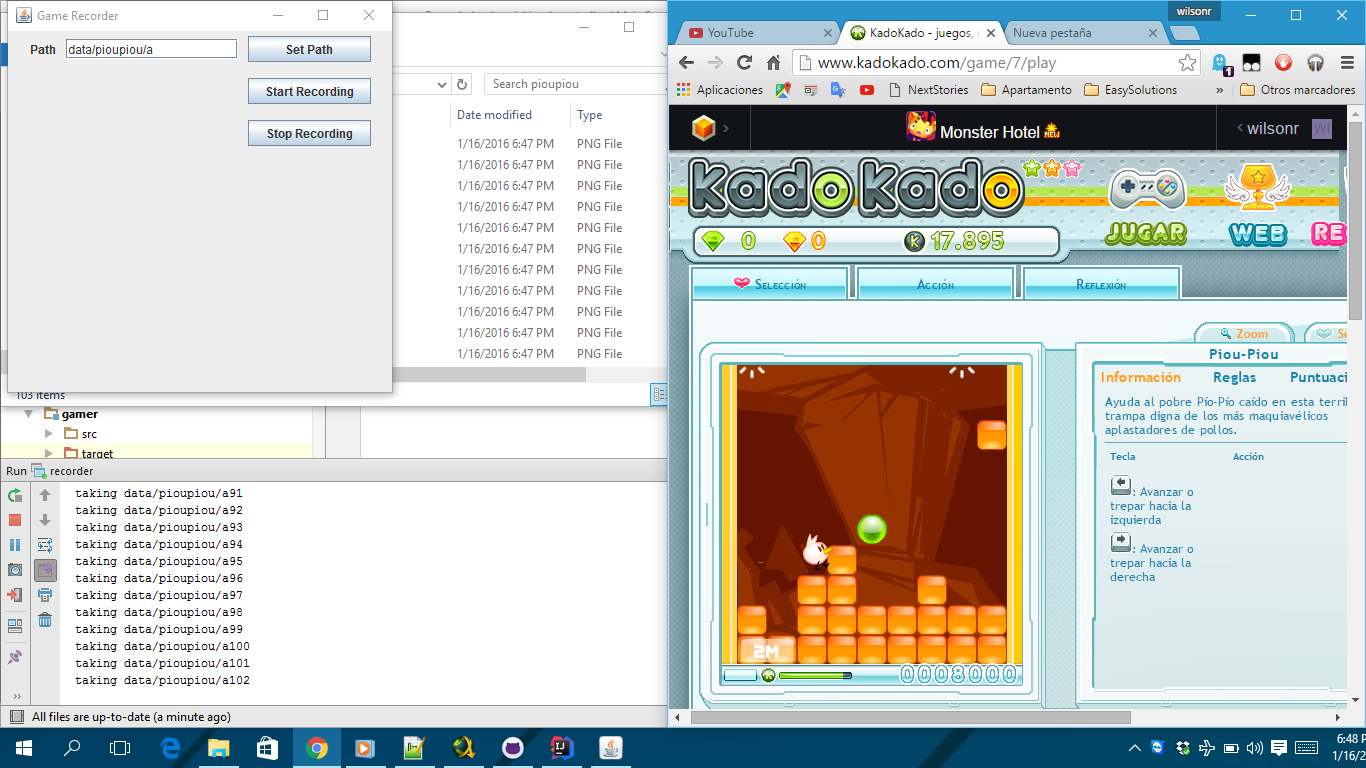 Game Recorder
Path
data/pioupiou/a
Set Path
Start Recording
Stop Recording
Search pioupiou
Date modified
Type
1/16/2016 6:47 PM PNG File
1/16/2016 6:47 PM PNG File
1/16/2016 6:47 PM PNG File
1/16/2016 6:47 PM PNG File
1/16/2016 6:47 PM PNG File
1/16/2016 6:47 PM PNG File
1/16/2016 6:47 PM PNG File
1/16/2016 6:47 PM PNG File
1/16/2016 6:47 PM PNG File
1/16/2016 6:47 PM PNG File
1/16/2016 6:47 PM PNG File
103 items
gamer
src
target
Run recorder
taking data/pioupiou/a91
taking data/pioupiou/a92
taking data/pioupiou/a93
taking data/pioupiou/a94
taking data/pioupiou/a95
taking data/pioupiou/a96
taking data/pioupiou/a97
taking data/pioupiou/a98
taking data/pioupiou/a99
taking data/pioupiou/a100
taking data/pioupiou/a101
taking data/pioupiou/a102
All files are up-to-date (a minute ago)
wilsonr
YouTube
KadoKado - juegos,
Nueva pestaña
www.kadokado.com/game/7/play
1
Aplicaciones
NextStories
Apartamento
EasySolutions
»
Otros marcadores
Monster Hotel NEW
wilsonr
WI
KadoKado
0
0
K 17.895
JUGAR
WEB
RE
Selección
Acción
Reflexión
Zoom
Se
Piou-Piou
Información
Reglas
Puntuaci
Ayuda al pobre Pío-Pío caído en esta terri
trampa digna de los más maquiavélicos
aplastadores de pollos.
Tecla
Acción
: Avanzar o
trepar hacia la
izquierda
: Avanzar o
trepar hacia la
derecha
2M
0008000
6:48 P
1/16/2